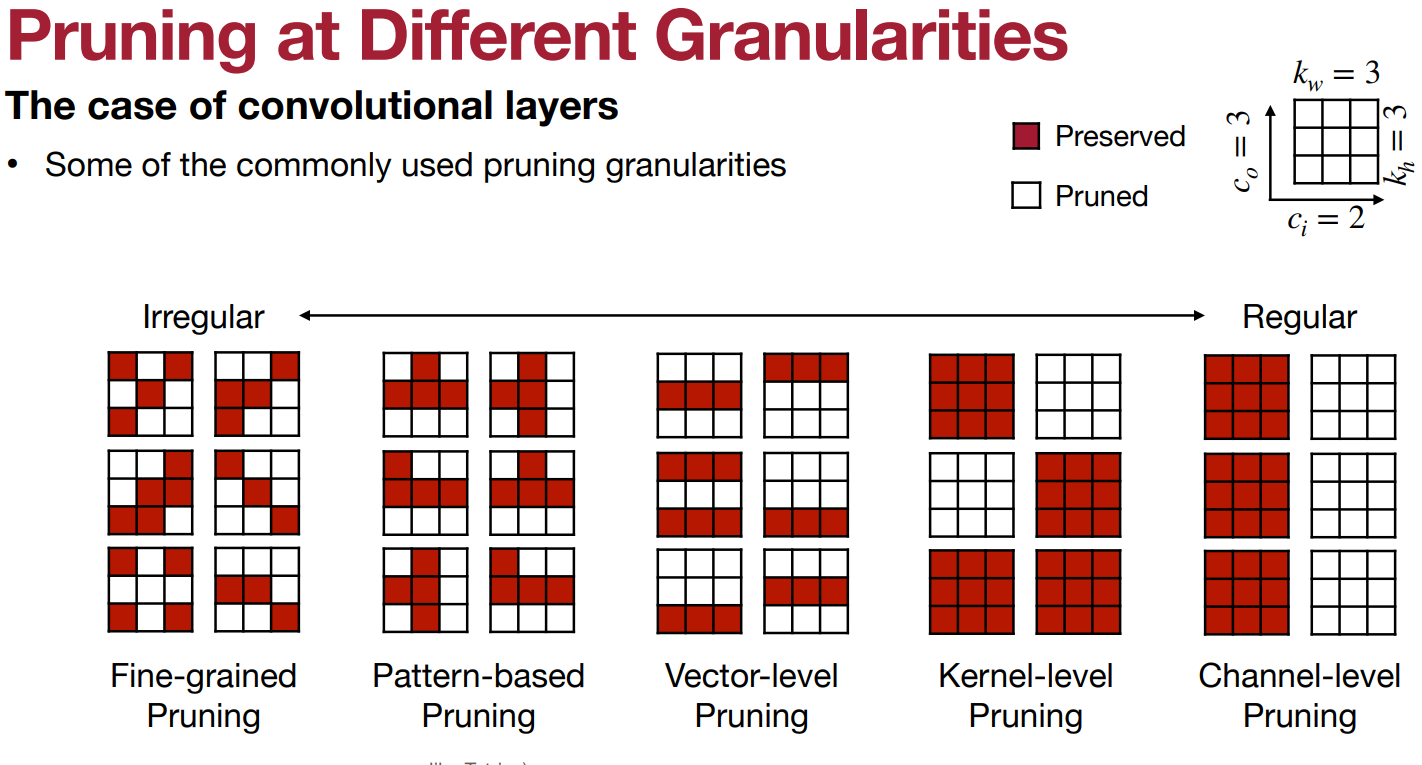 Pruning at Different Granularities
The case of convolutional layers
• Some of the commonly used pruning granularities
Preserved
Pruned
k_w = 3
c_o = 3
k_h = 3
c_i = 2
Irregular
Regular
Fine-grained
Pruning
Pattern-based
Pruning
Vector-level
Pruning
Kernel-level
Pruning
Channel-level
Pruning